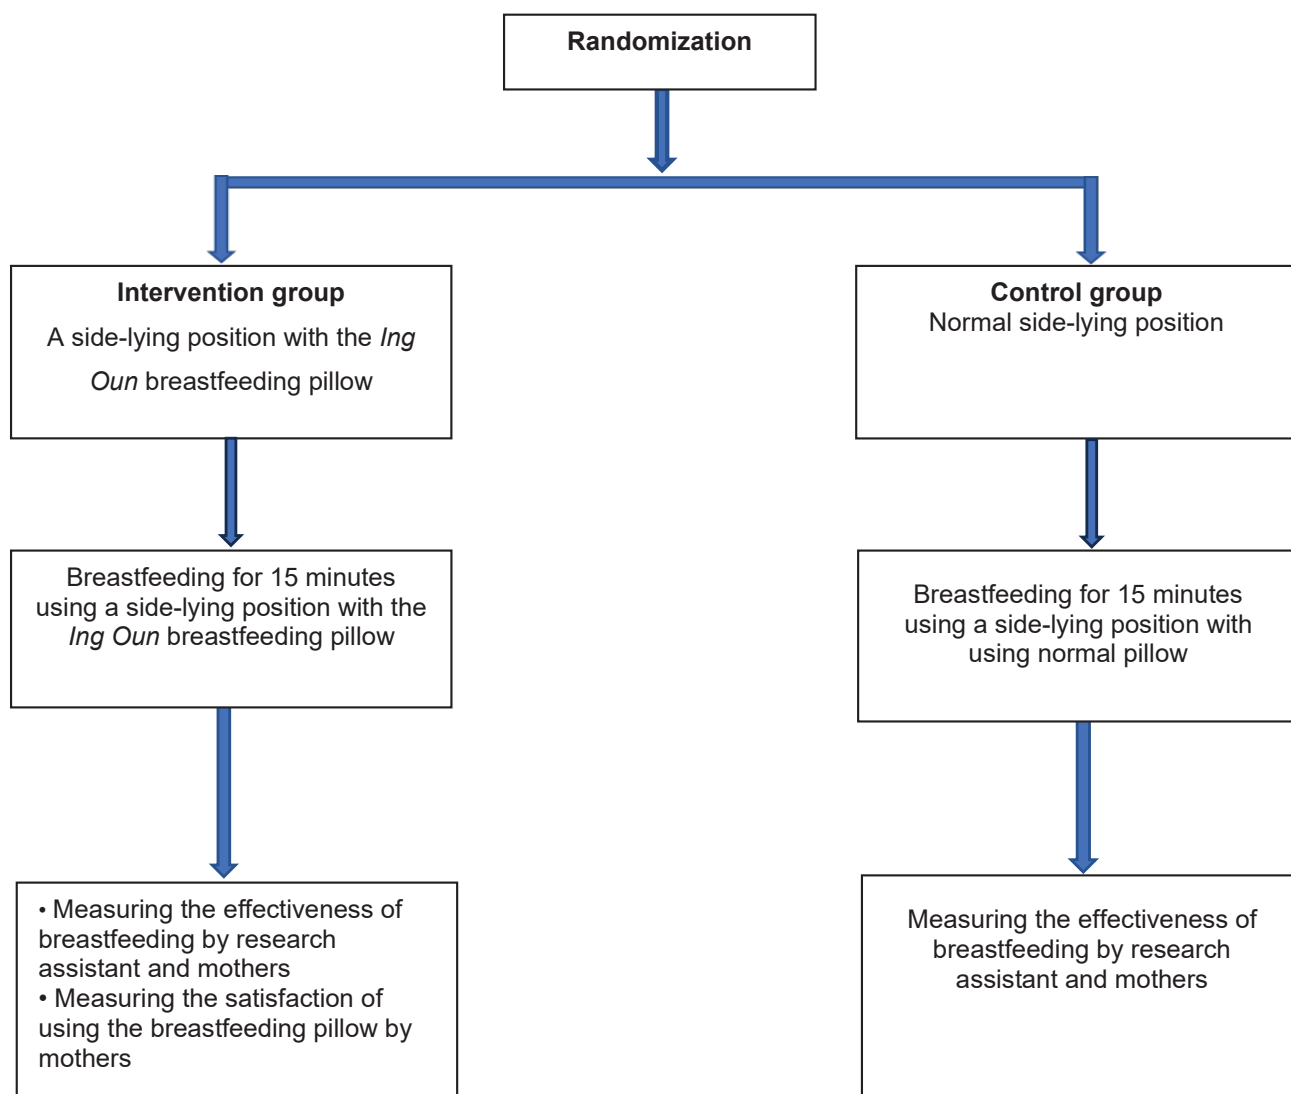 Randomization
Intervention group
A side-lying position with the Ing
Oun breastfeeding pillow
Control group
Normal side-lying position
Breastfeeding for 15 minutes
using a side-lying position with the
Ing Oun breastfeeding pillow
Breastfeeding for 15 minutes
using a side-lying position with
using normal pillow
• Measuring the effectiveness of
breastfeeding by research
assistant and mothers
• Measuring the satisfaction of
using the breastfeeding pillow by
mothers
Measuring the effectiveness of
breastfeeding by research
assistant and mothers